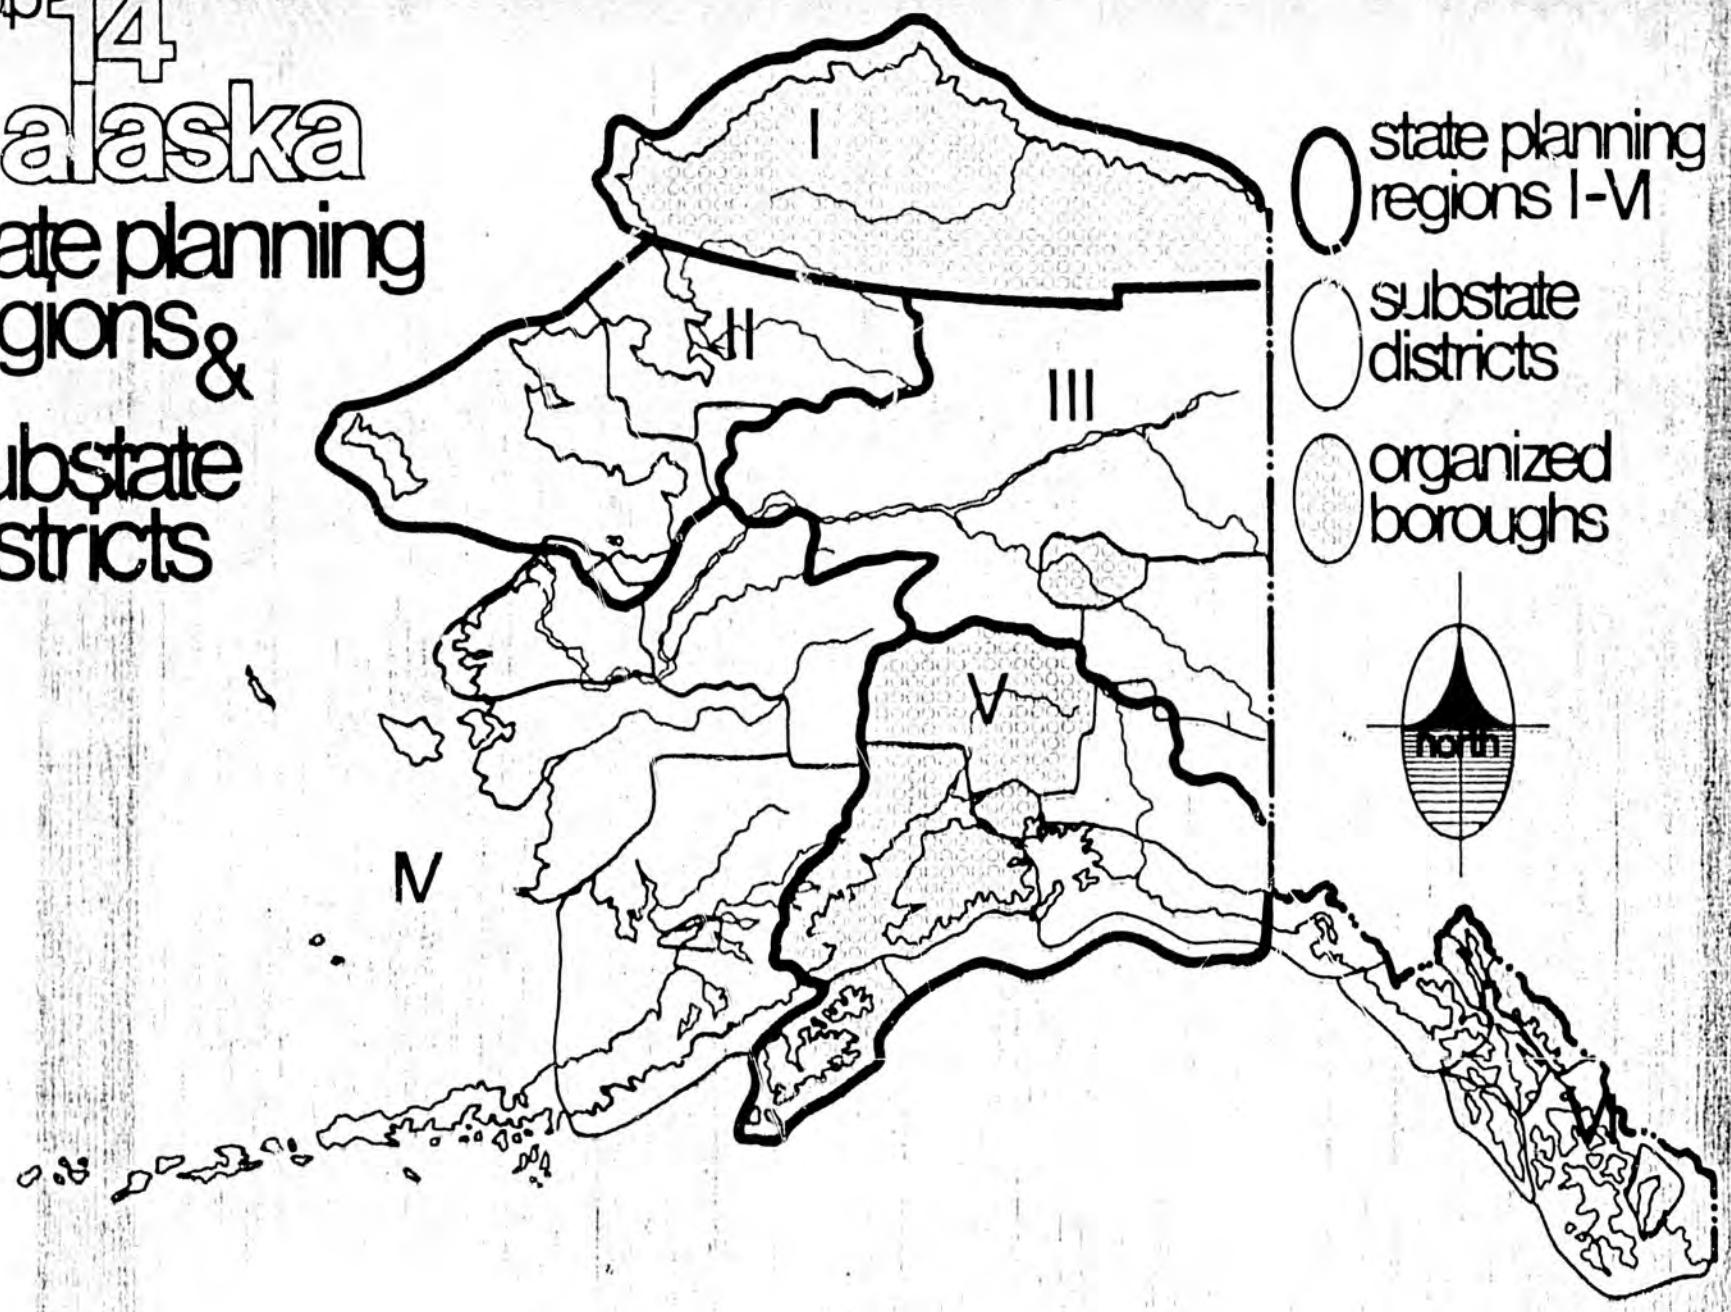 14
alaska
ate planning
gions &
ubstate
stricts
I
II
III
IV
V
VI
state planning
regions I-VI
substate
districts
organized
boroughs
north